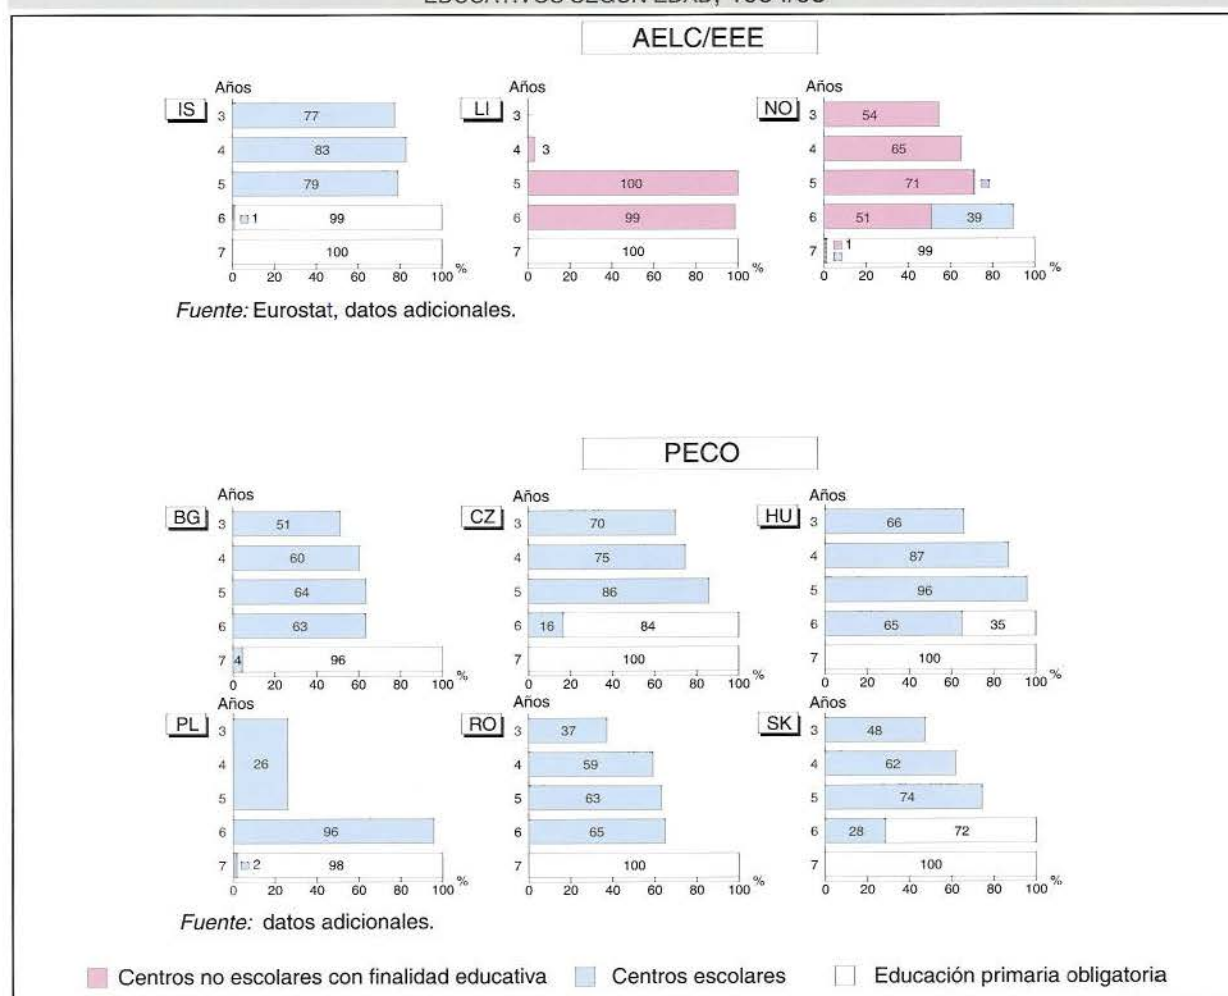 AELC/EEE
Años
IS
3 77
4 83
5 79
6 1 99
7 100
0 20 40 60 80 100 %
Años
LI
3
4 3
5 100
6 99
7 100
0 20 40 60 80 100 %
Años
NO
3 54
4 65
5 71
6 51 39
7 1 99
0 20 40 60 80 100 %
Fuente: Eurostat, datos adicionales.
PECO
Años
BG
3 51
4 60
5 64
6 63
7 4 96
0 20 40 60 80 100 %
Años
CZ
3 70
4 75
5 86
6 16 84
7 100
0 20 40 60 80 100 %
Años
HU
3 66
4 87
5 96
6 65 35
7 100
0 20 40 60 80 100 %
Años
PL
3
4 26
5
6 96
7 2 98
0 20 40 60 80 100 %
Años
RO
3 37
4 59
5 63
6 65
7 100
0 20 40 60 80 100 %
Años
SK
3 48
4 62
5 74
6 28 72
7 100
0 20 40 60 80 100 %
Fuente: datos adicionales.
Centros no escolares con finalidad educativa Centros escolares Educación primaria obligatoria